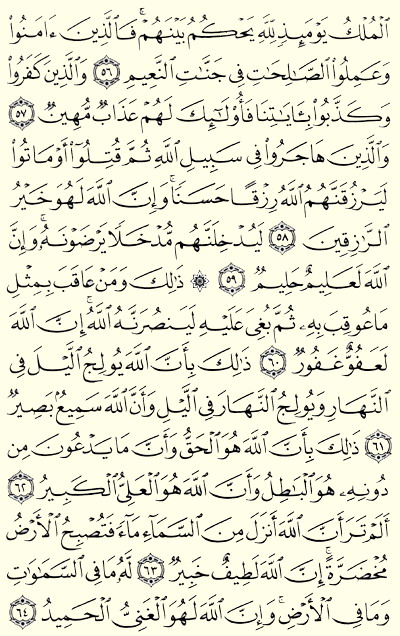 ٱلۡمُلۡكُ يَوۡمَئِذٖ لِّلَّهِ يَحۡكُمُ بَيۡنَهُمۡۚ فَٱلَّذِينَ ءَامَنُواْ
وَعَمِلُواْ ٱلصَّٰلِحَٰتِ فِي جَنَّٰتِ ٱلنَّعِيمِ ٥٦ وَٱلَّذِينَ كَفَرُواْ
وَكَذَّبُواْ بِـَٔايَٰتِنَا فَأُوْلَٰٓئِكَ لَهُمۡ عَذَابٞ مُّهِينٞ ٥٧
وَٱلَّذِينَ هَاجَرُواْ فِي سَبِيلِ ٱللَّهِ ثُمَّ قُتِلُوٓاْ أَوۡ مَاتُواْ
لَيَرۡزُقَنَّهُمُ ٱللَّهُ رِزۡقًا حَسَنٗاۚ وَإِنَّ ٱللَّهَ لَهُوَ خَيۡرُ
ٱلرَّٰزِقِينَ ٥٨ لَيُدۡخِلَنَّهُم مُّدۡخَلٗا يَرۡضَوۡنَهُۥۚ وَإِنَّ
ٱللَّهَ لَعَلِيمٌ حَلِيمٞ ٥٩ ۞ ذَٰلِكَۖ وَمَنۡ عَاقَبَ بِمِثۡلِ
مَا عُوقِبَ بِهِۦ ثُمَّ بُغِيَ عَلَيۡهِ لَيَنصُرَنَّهُ ٱللَّهُۚ إِنَّ ٱللَّهَ
لَعَفُوٌّ غَفُورٞ ٦٠ ذَٰلِكَ بِأَنَّ ٱللَّهَ يُولِجُ ٱلَّيۡلَ فِي
ٱلنَّهَارِ وَيُولِجُ ٱلنَّهَارَ فِي ٱلَّيۡلِ وَأَنَّ ٱللَّهَ سَمِيعُۢ بَصِيرٞ
٦١ ذَٰلِكَ بِأَنَّ ٱللَّهَ هُوَ ٱلۡحَقُّ وَأَنَّ مَا يَدۡعُونَ مِن
دُونِهِۦ هُوَ ٱلۡبَٰطِلُ وَأَنَّ ٱللَّهَ هُوَ ٱلۡعَلِيُّ ٱلۡكَبِيرُ ٦٢
أَلَمۡ تَرَ أَنَّ ٱللَّهَ أَنزَلَ مِنَ ٱلسَّمَآءِ مَآءٗ فَتُصۡبِحُ ٱلۡأَرۡضُ
مُخۡضَرَّةًۚ إِنَّ ٱللَّهَ لَطِيفٌ خَبِيرٞ ٦٣ لَّهُۥ مَا فِي ٱلسَّمَٰوَٰتِ
وَمَا فِي ٱلۡأَرۡضِۚ وَإِنَّ ٱللَّهَ لَهُوَ ٱلۡغَنِيُّ ٱلۡحَمِيدُ ٦٤